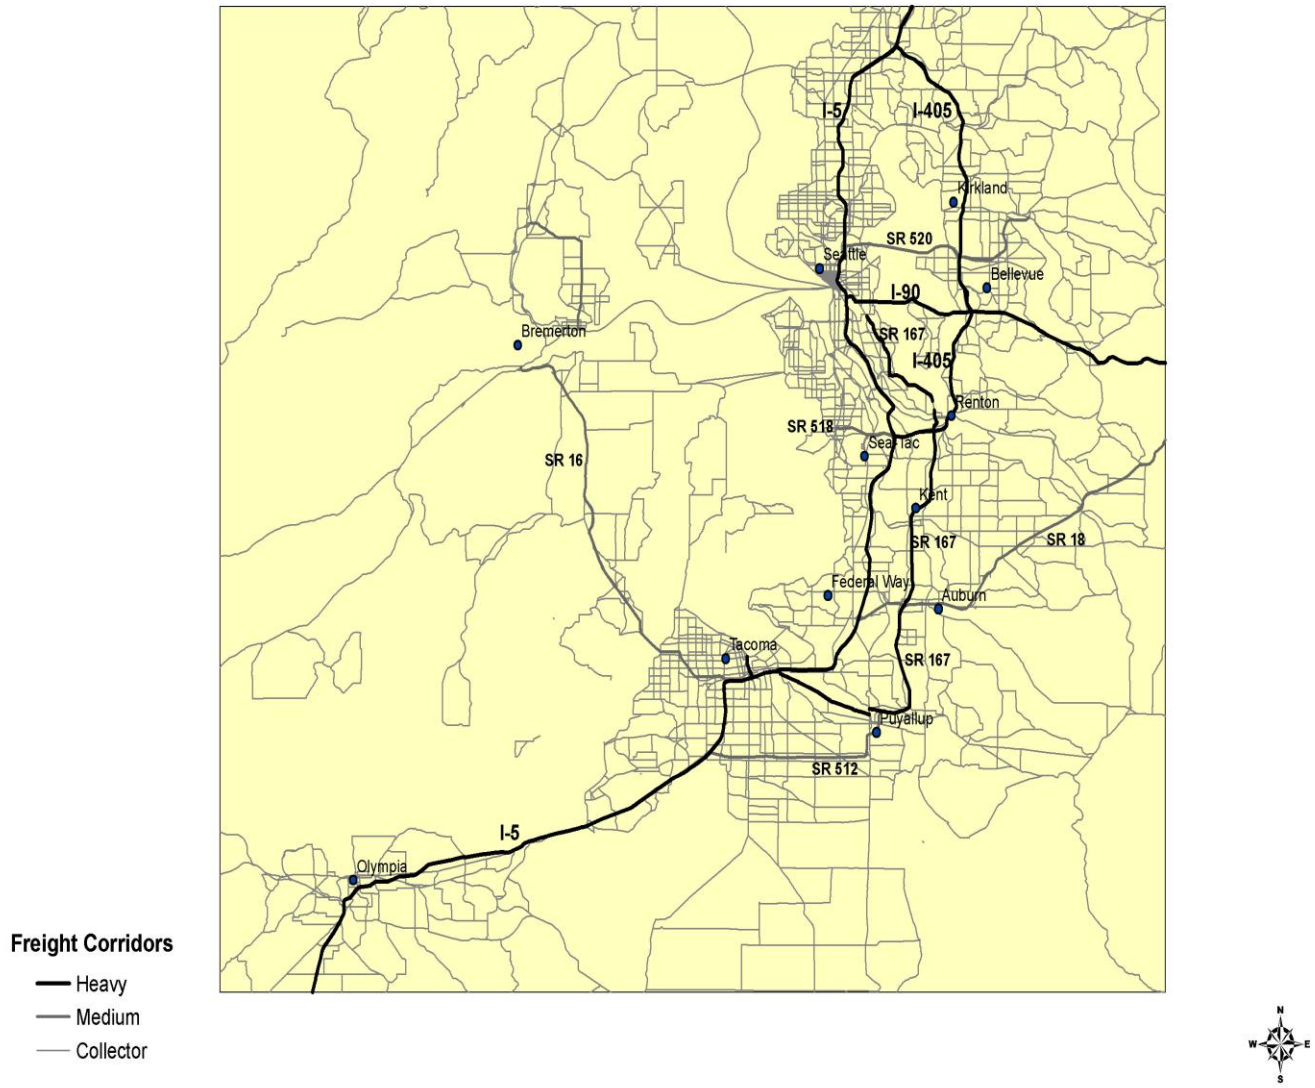 I-5
I-405
Kirkland
SR 520
Seattle
Bellevue
I-90
Bremerton
SR 167
I-405
Renton
SR 518
Sea-Tac
SR 16
Kent
SR 167
SR 18
Federal Way
Auburn
Tacoma
SR 167
Puyallup
SR 512
I-5
Olympia
Freight Corridors
Heavy
Medium
Collector
N
W
E
S